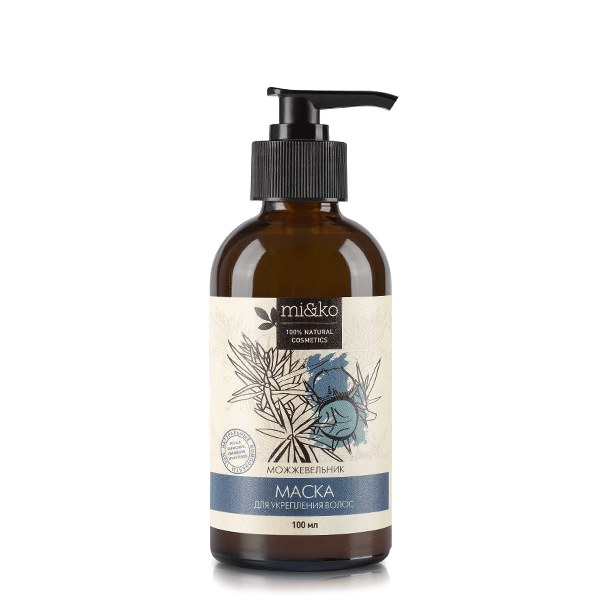 mi&ko
100% NATURAL
COSMETICS
МОЖЖЕВЕЛЬНИК
МАСКА
ДЛЯ УКРЕПЛЕНИЯ ВОЛОС
100 мл